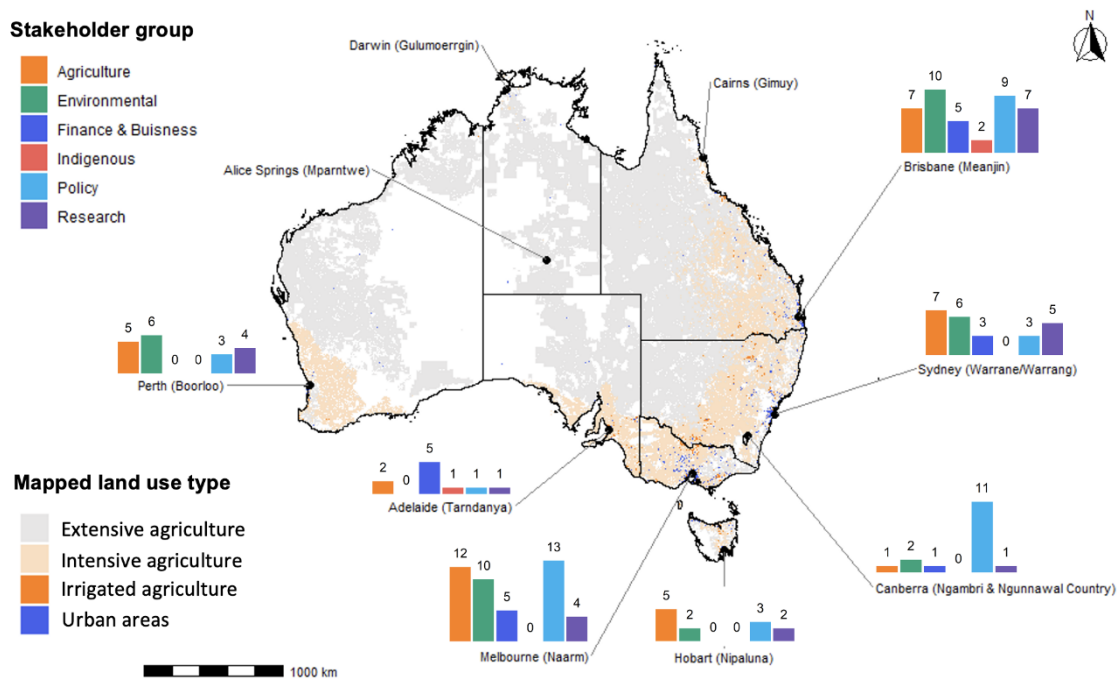 Stakeholder group
Agriculture
Environmental
Finance & Buisness
Indigenous
Policy
Research
Darwin (Gulumoerrgin)
Cairns (Gimuy)
Alice Springs (Mparntwe)
N
7 10 5 2 9 7
Brisbane (Meanjin)
7 6 3 0 3 5
Sydney (Warrane/Warrang)
5 6 0 0 3 4
Perth (Boorloo)
2 0 5 1 1 1
Adelaide (Tarndanya)
Mapped land use type
Extensive agriculture
Intensive agriculture
Irrigated agriculture
Urban areas
12 10 5 0 13 4
Melbourne (Naarm)
5 2 0 0 3 2
Hobart (Nipaluna)
1 2 1 0 11 1
Canberra (Ngambri & Ngunnawal Country)
1000 km